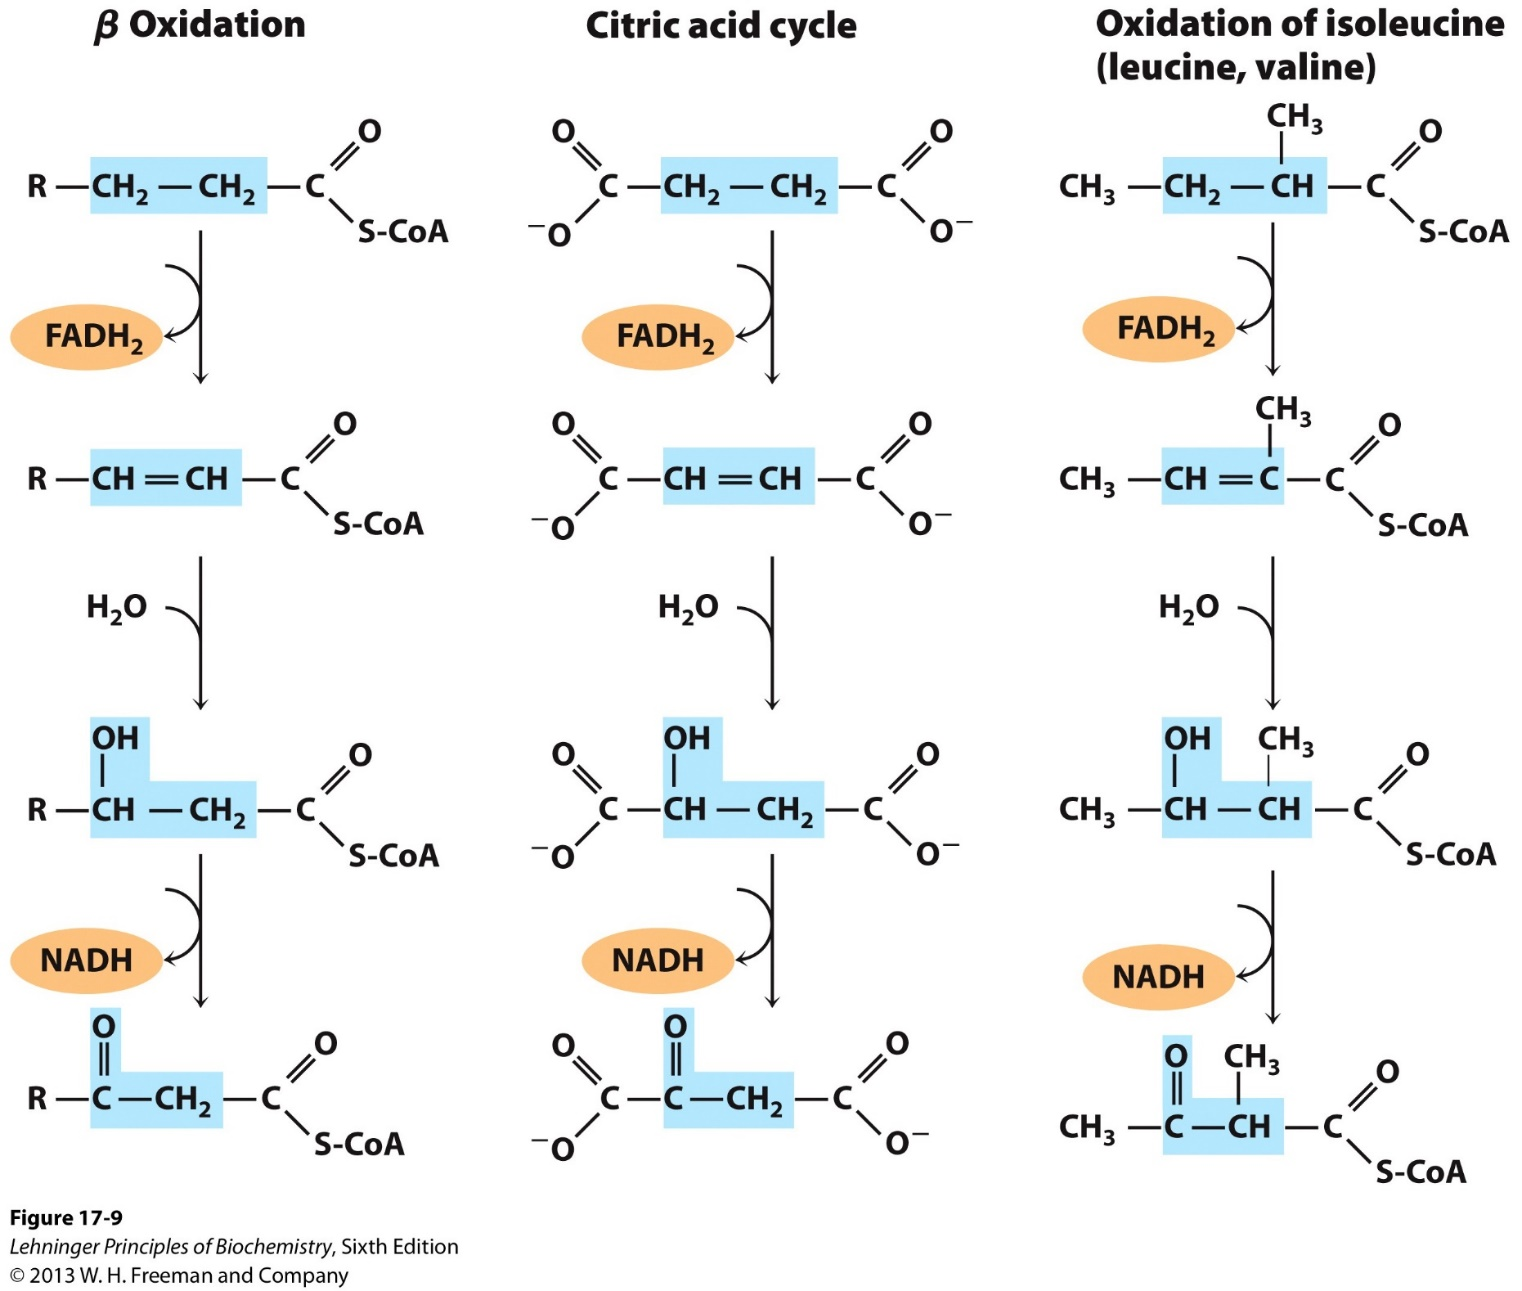 β Oxidation
Citric acid cycle
Oxidation of isoleucine
(leucine, valine)
O
R—CH₂—CH₂—C
S-CoA
FADH₂
O
R—CH=CH—C
S-CoA
H₂O
OH
O
R—CH—CH₂—C
S-CoA
NADH
O
O
R—C—CH₂—C
S-CoA
O O
C—CH₂—CH₂—C
⁻O O⁻
FADH₂
O O
C—CH=CH—C
⁻O O⁻
H₂O
OH
O O
C—CH—CH₂—C
⁻O O⁻
NADH
O
O O
C—C—CH₂—C
⁻O O⁻
CH₃
O
CH₃—CH₂—CH—C
S-CoA
FADH₂
CH₃
O
CH₃—CH=C—C
S-CoA
H₂O
OH CH₃
O
CH₃—CH—CH—C
S-CoA
NADH
O CH₃
O
CH₃—C—CH—C
S-CoA
Figure 17-9
Lehninger Principles of Biochemistry, Sixth Edition
© 2013 W. H. Freeman and Company